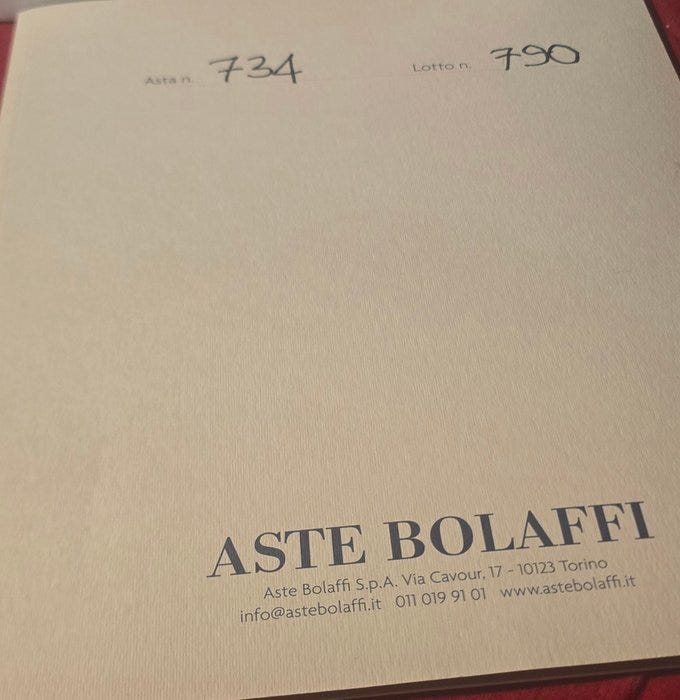 Asta n. 734 Lotto n. 790
ASTE BOLAFFI
Aste Bolaffi S.p.A. Via Cavour, 17 - 10123 Torino
info@astebolaffi.it 011 019 91 01 www.astebolaffi.it